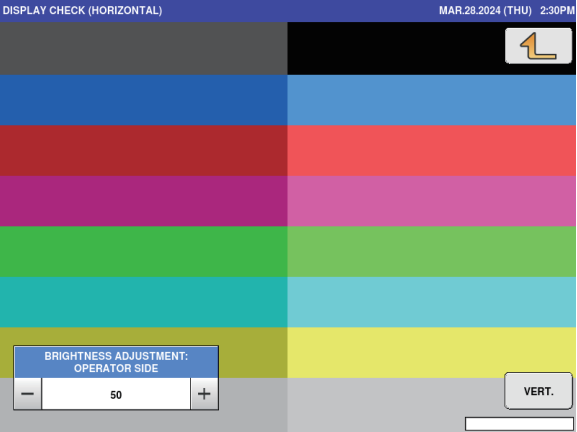 DISPLAY CHECK (HORIZONTAL) MAR.28.2024 (THU) 2:30PM
BRIGHTNESS ADJUSTMENT:
OPERATOR SIDE
− 50 +
VERT.